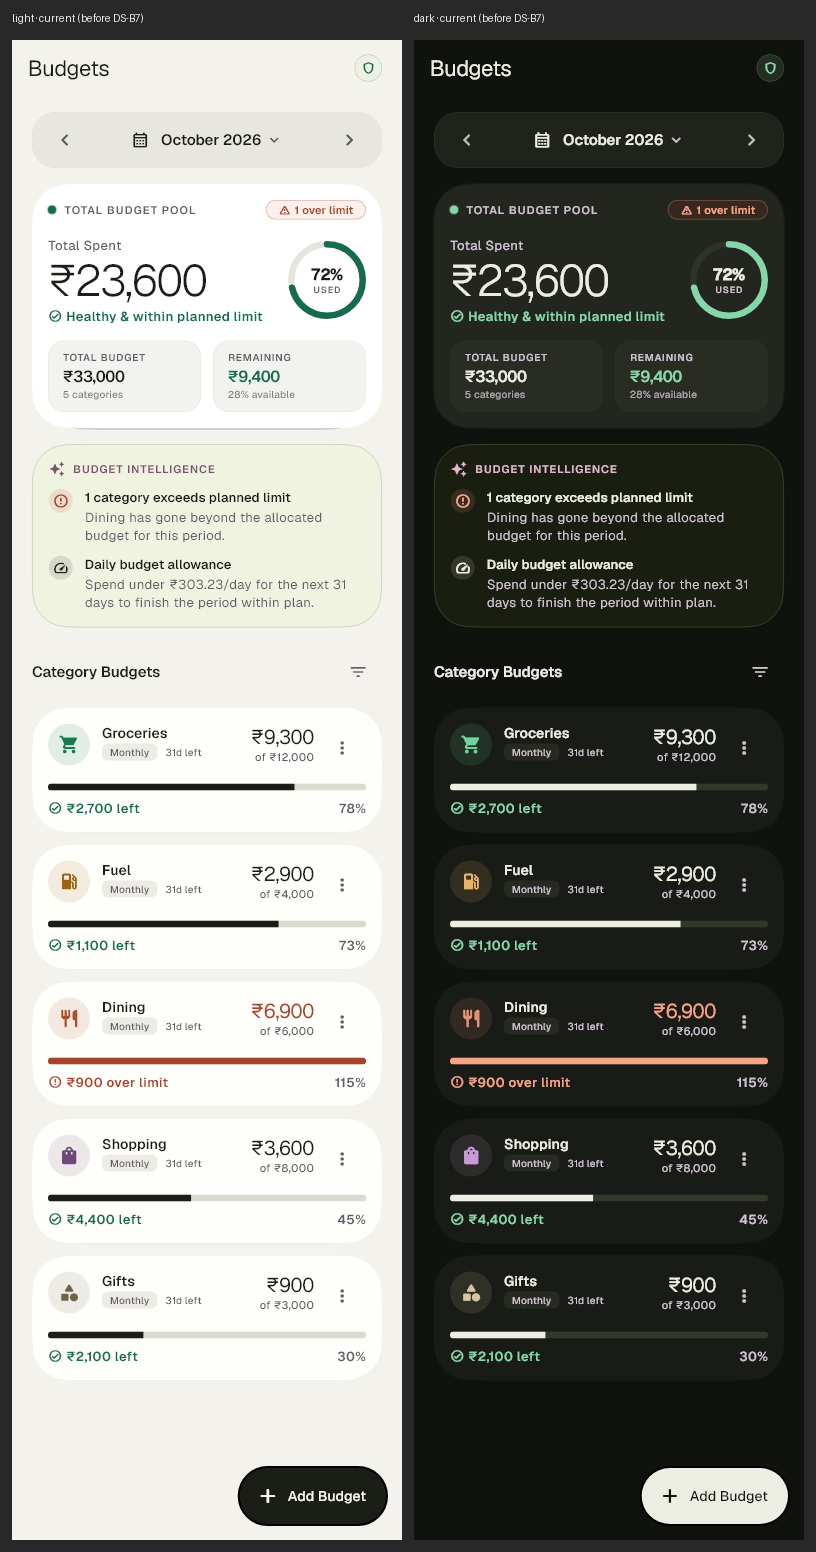 light · current (before DS-B7)
Budgets
October 2026
TOTAL BUDGET POOL
1 over limit
Total Spent
₹23,600
72%
USED
Healthy & within planned limit
TOTAL BUDGET
₹33,000
5 categories
REMAINING
₹9,400
28% available
BUDGET INTELLIGENCE
1 category exceeds planned limit
Dining has gone beyond the allocated
budget for this period.
Daily budget allowance
Spend under ₹303.23/day for the next 31
days to finish the period within plan.
Category Budgets
Groceries
Monthly 31d left
₹9,300
of ₹12,000
₹2,700 left
78%
Fuel
Monthly 31d left
₹2,900
of ₹4,000
₹1,100 left
73%
Dining
Monthly 31d left
₹6,900
of ₹6,000
₹900 over limit
115%
Shopping
Monthly 31d left
₹3,600
of ₹8,000
₹4,400 left
45%
Gifts
Monthly 31d left
₹900
of ₹3,000
₹2,100 left
30%
Add Budget
dark · current (before DS-B7)
Budgets
October 2026
TOTAL BUDGET POOL
1 over limit
Total Spent
₹23,600
72%
USED
Healthy & within planned limit
TOTAL BUDGET
₹33,000
5 categories
REMAINING
₹9,400
28% available
BUDGET INTELLIGENCE
1 category exceeds planned limit
Dining has gone beyond the allocated
budget for this period.
Daily budget allowance
Spend under ₹303.23/day for the next 31
days to finish the period within plan.
Category Budgets
Groceries
Monthly 31d left
₹9,300
of ₹12,000
₹2,700 left
78%
Fuel
Monthly 31d left
₹2,900
of ₹4,000
₹1,100 left
73%
Dining
Monthly 31d left
₹6,900
of ₹6,000
₹900 over limit
115%
Shopping
Monthly 31d left
₹3,600
of ₹8,000
₹4,400 left
45%
Gifts
Monthly 31d left
₹900
of ₹3,000
₹2,100 left
30%
Add Budget